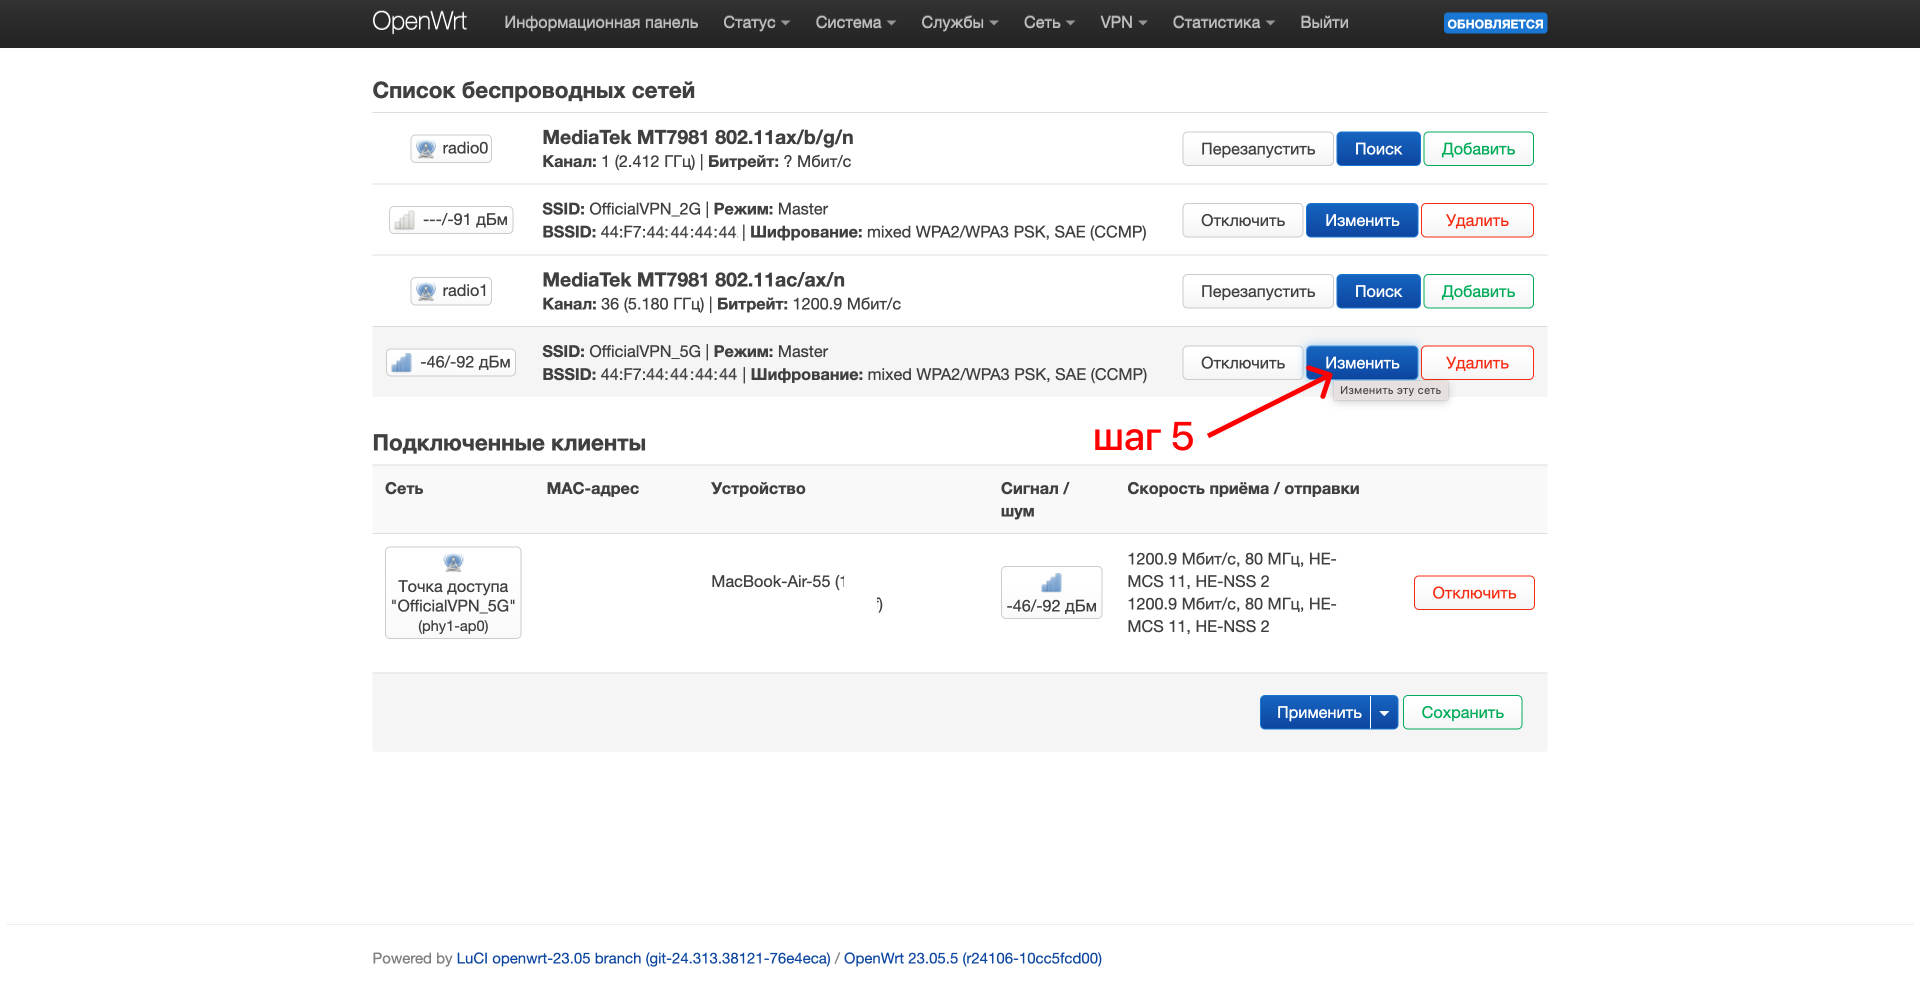 OpenWrt Информационная панель Статус Система Службы Сеть VPN Статистика Выйти ОБНОВЛЯЕТСЯ
Список беспроводных сетей
radio0
MediaTek MT7981 802.11ax/b/g/n
Канал: 1 (2.412 ГГц) | Битрейт: ? Мбит/с
Перезапустить Поиск Добавить
---/-91 дБм
SSID: OfficialVPN_2G | Режим: Master
BSSID: 44:F7:44:44:44:44 | Шифрование: mixed WPA2/WPA3 PSK, SAE (CCMP)
Отключить Изменить Удалить
radio1
MediaTek MT7981 802.11ac/ax/n
Канал: 36 (5.180 ГГц) | Битрейт: 1200.9 Мбит/с
Перезапустить Поиск Добавить
-46/-92 дБм
SSID: OfficialVPN_5G | Режим: Master
BSSID: 44:F7:44:44:44:44 | Шифрование: mixed WPA2/WPA3 PSK, SAE (CCMP)
Отключить Изменить Удалить
Изменить эту сеть
шаг 5
Подключенные клиенты
Сеть MAC-адрес Устройство Сигнал / шум Скорость приёма / отправки
Точка доступа
"OfficialVPN_5G"
(phy1-ap0)
MacBook-Air-55
-46/-92 дБм
1200.9 Мбит/с, 80 МГц, HE-
MCS 11, HE-NSS 2
1200.9 Мбит/с, 80 МГц, HE-
MCS 11, HE-NSS 2
Отключить
Применить Сохранить
Powered by LuCI openwrt-23.05 branch (git-24.313.38121-76e4eca) / OpenWrt 23.05.5 (r24106-10cc5fcd00)